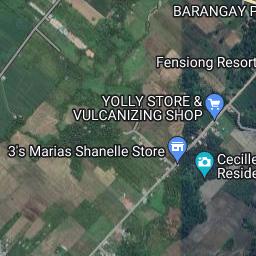 BARANGAY P
Fensiong Resort
YOLLY STORE &
VULCANIZING SHOP
3's Marias Shanelle Store
Cecille
Reside